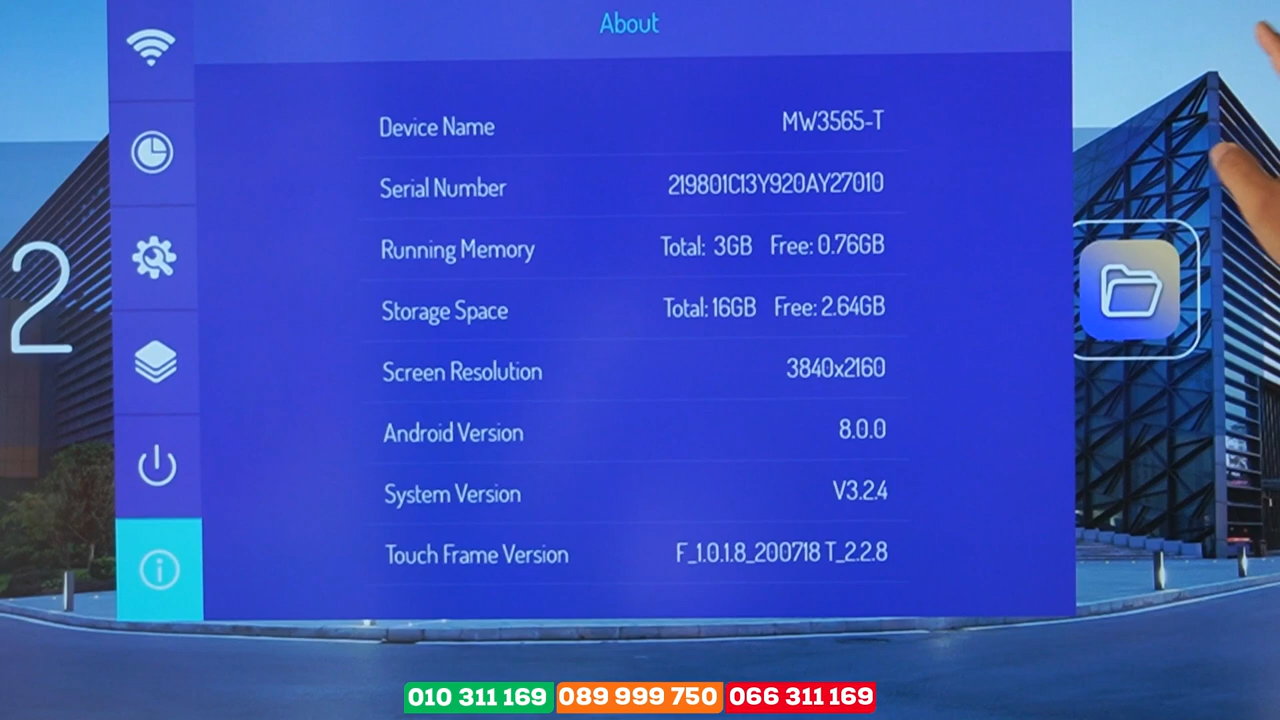 About
Device Name MW3565-T
Serial Number 219801C13Y920AY27010
Running Memory Total: 3GB Free: 0.76GB
Storage Space Total: 16GB Free: 2.64GB
Screen Resolution 3840x2160
Android Version 8.0.0
System Version V3.2.4
Touch Frame Version F_1.0.1.8_200718 T_2.2.8
2
010 311 169 089 999 750 066 311 169